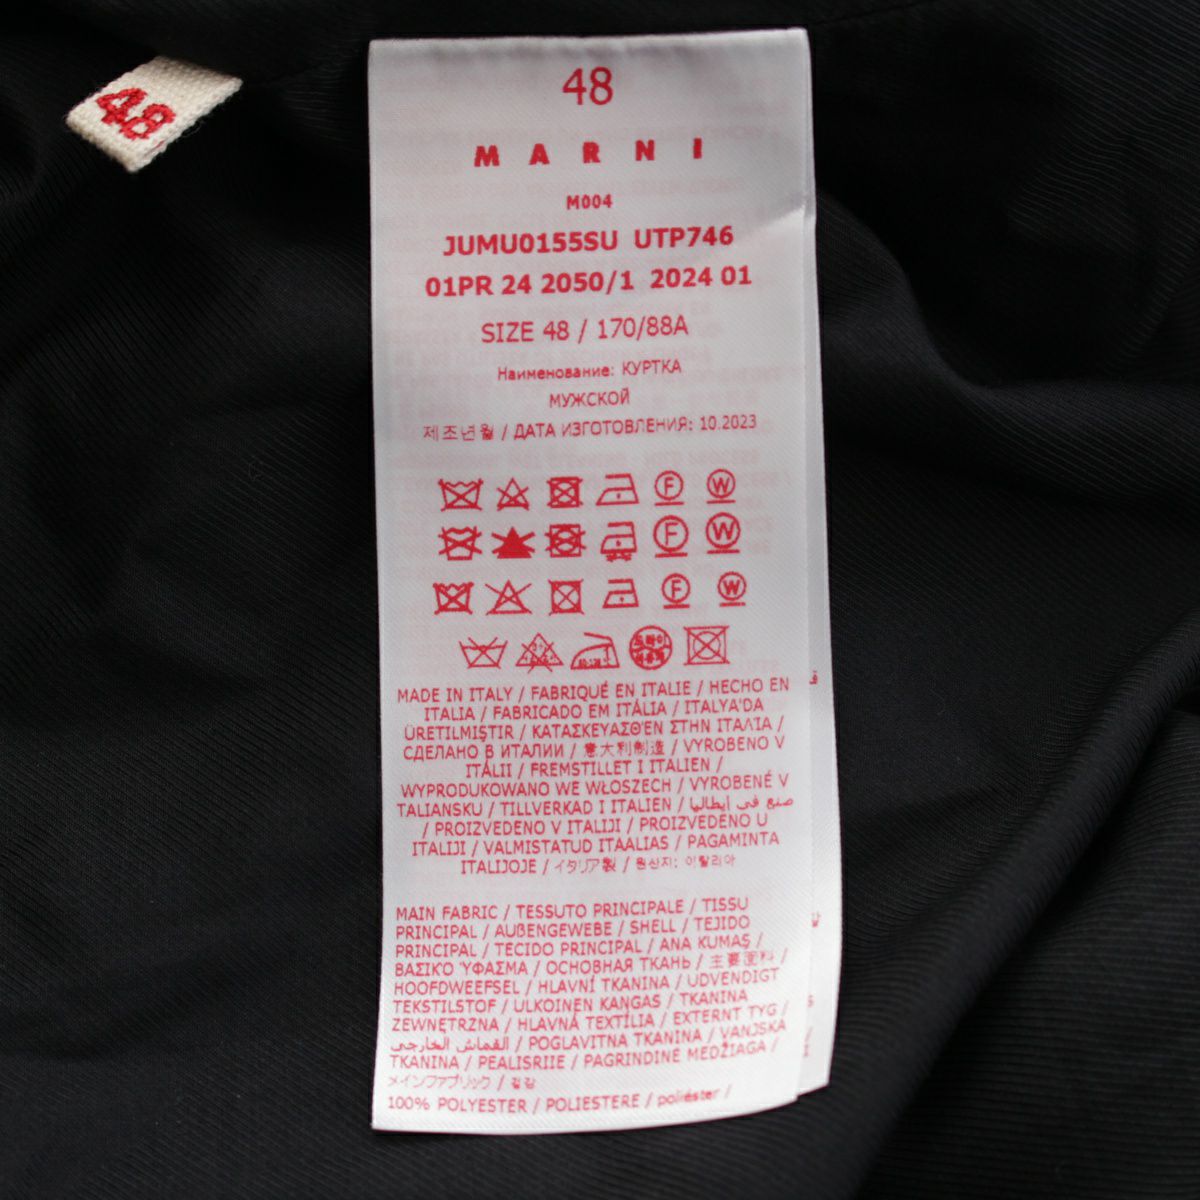 48
48
MARNI
M004
JUMU0155SU UTP746
01PR 24 2050/1 2024 01
SIZE 48 / 170/88A
Наименование: КУРТКА
МУЖСКОЙ
제조년월 / ДАТА ИЗГОТОВЛЕНИЯ: 10.2023
F W
F W
F W
MADE IN ITALY / FABRIQUÉ EN ITALIE / HECHO EN
ITALIA / FABRICADO EM ITÁLIA / ITALYA'DA
ÜRETILMIŞTIR / ΚΑΤΑΣΚΕΥΑΣΘ'ΕΝ ΣΤΗΝ ΙΤΑΛΙΑ /
СДЕЛАНО В ИТАЛИИ / 意大利制造 / VYROBENO V
ITÁLII / FREMSTILLET I ITALIEN /
WYPRODUKOWANO WE WŁOSZECH / VYROBENÉ V
TALIANSKU / TILLVERKAD I ITALIEN / صنع في إيطاليا
/ PROIZVEDENO V ITALIJI / PROIZVEDENO U
ITALIJI / VALMISTATUD ITAALIAS / PAGAMINTA
ITALIJOJE / イタリア製 / 원산지: 이탈리아
MAIN FABRIC / TESSUTO PRINCIPALE / TISSU
PRINCIPAL / AUßENGEWEBE / SHELL / TEJIDO
PRINCIPAL / TECIDO PRINCIPAL / ANA KUMAŞ /
ΒΑΣΙΚΌ ΎΦΑΣΜΑ / ОСНОВНАЯ ТКАНЬ / 主要面料 /
HOOFDWEEFSEL / HLAVNÍ TKANINA / UDVENDIGT
TEKSTILSTOF / ULKOINEN KANGAS / TKANINA
ZEWNĘTRZNA / HLAVNÁ TEXTÍLIA / EXTERNT TYG /
القماش الخارجي / POGLAVITNA TKANINA / VANJSKA
TKANINA / PEALISRIIE / PAGRINDINĖ MEDŽIAGA /
メインファブリック / 겉감
100% POLYESTER / POLIESTERE / poliéster /